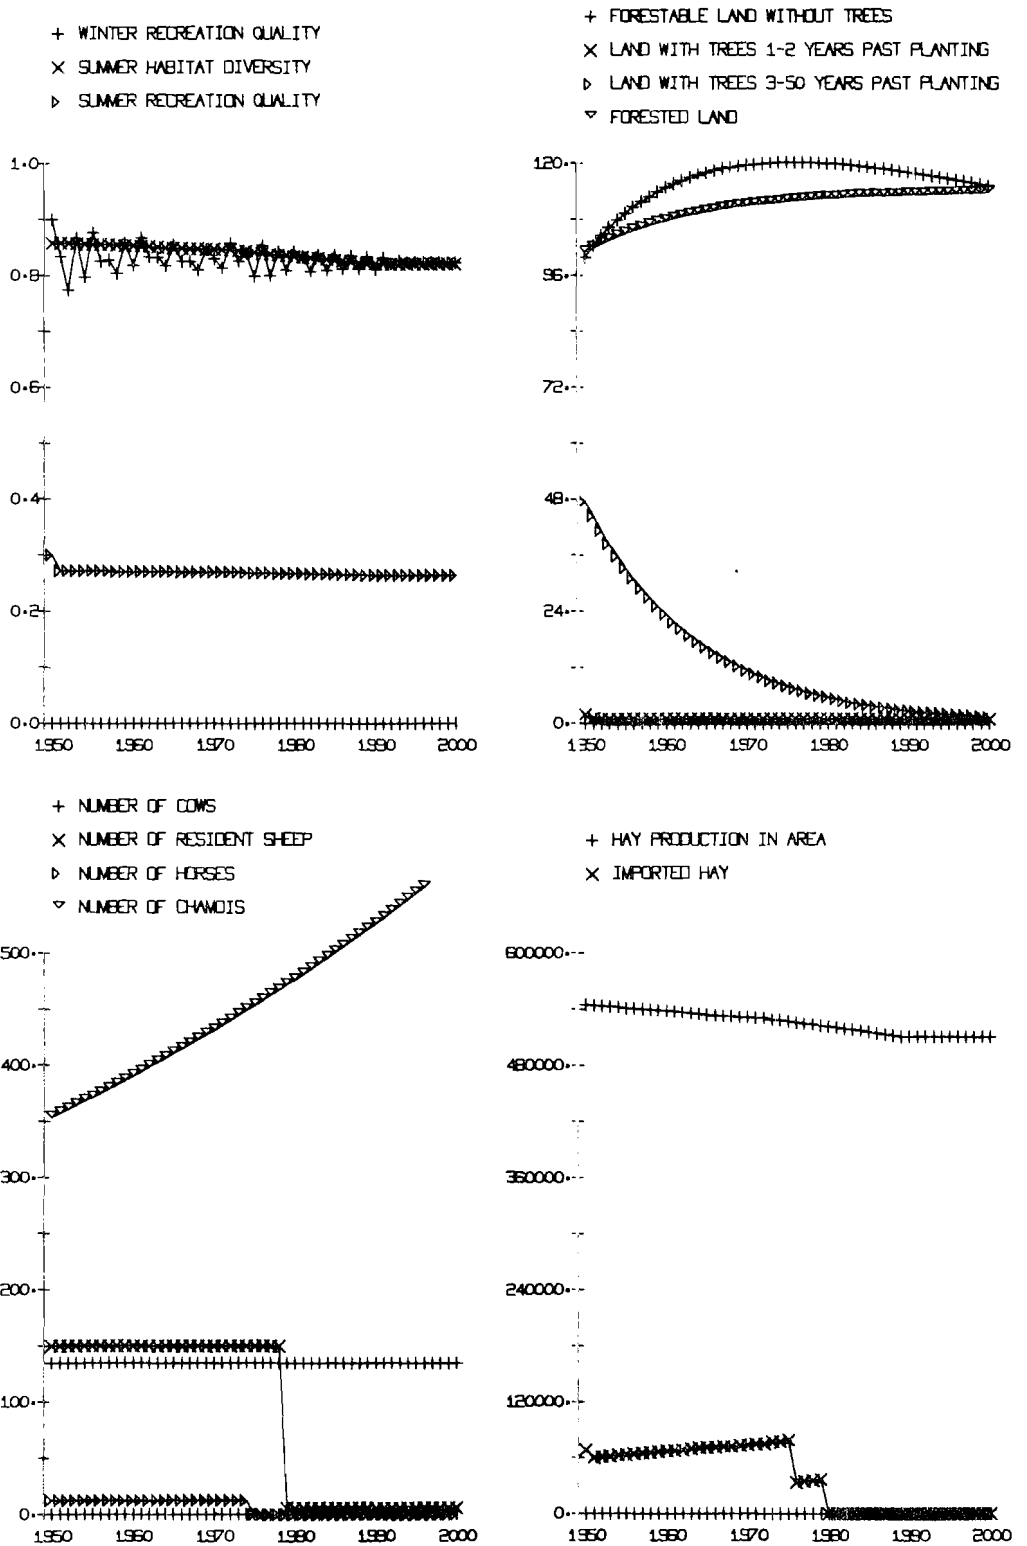 + WINTER RECREATION QUALITY
× SUMMER HABITAT DIVERSITY
▷ SUMMER RECREATION QUALITY
1.0
0.8
0.6
0.4
0.2
0.0
1950 1960 1970 1980 1990 2000
+ FORESTABLE LAND WITHOUT TREES
× LAND WITH TREES 1-2 YEARS PAST PLANTING
▷ LAND WITH TREES 3-50 YEARS PAST PLANTING
▽ FORESTED LAND
120.
96.
72.
48.
24.
0.
1950 1960 1970 1980 1990 2000
+ NUMBER OF COWS
× NUMBER OF RESIDENT SHEEP
▷ NUMBER OF HORSES
▽ NUMBER OF CHAMOIS
500.
400.
300.
200.
100.
0.
1950 1960 1970 1980 1990 2000
+ HAY PRODUCTION IN AREA
× IMPORTED HAY
600000.
480000.
360000.
240000.
120000.
0.
1950 1960 1970 1980 1990 2000